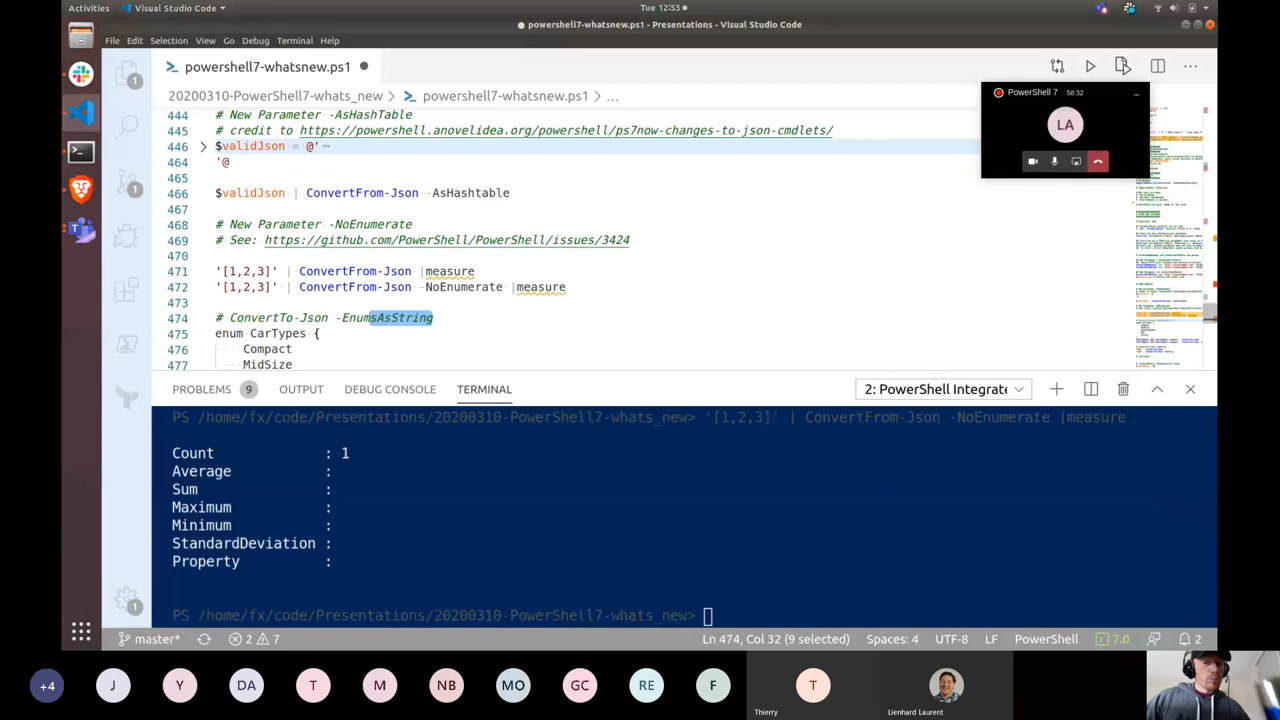 Activities
Visual Studio Code
Tue 12:53
powershell7-whatsnew.ps1 - Presentations - Visual Studio Code
File Edit Selection View Go Debug Terminal Help
powershell7-whatsnew.ps1
20200310-PowerShell7-whats_new > powershell7-whatsnew.ps1 > ...
PowerShell 7 58:32
LA
444 # New Parameter -AsHashTable
445 # credit to https://powershell.anovelidea.org/powershell/ps7now-changes-to-json-cmdlets/
446 $validJson = @' ...
464 '@
465
466 $validJson | ConvertFrom-Json -AsHashtable
467
468 # New Parameter -NoEnumerate
469 # See: https://github.com/PowerShell/PowerShell/issues/3424
470
471 '[1,2,3]' | ConvertFrom-Json |measure
472 '[1,2,3]' | ConvertFrom-Json -NoEnumerate |measure
473
474 # ConvertTo-Json -EnumsAsString
475 enum CarTypes {
476 Compact
477 MidSize
PROBLEMS 9 OUTPUT DEBUG CONSOLE TERMINAL
2: PowerShell Integrate
PS /home/fx/code/Presentations/20200310-PowerShell7-whats_new> '[1,2,3]' | ConvertFrom-Json -NoEnumerate |measure
Count : 1
Average :
Sum :
Maximum :
Minimum :
StandardDeviation :
Property :
PS /home/fx/code/Presentations/20200310-PowerShell7-whats_new>
1
1
1
master* 2 7
Ln 474, Col 32 (9 selected) Spaces: 4 UTF-8 LF PowerShell 7.0 2
+4 J Y DA T M NB MO GC RE F T
Thierry
Lienhard Laurent